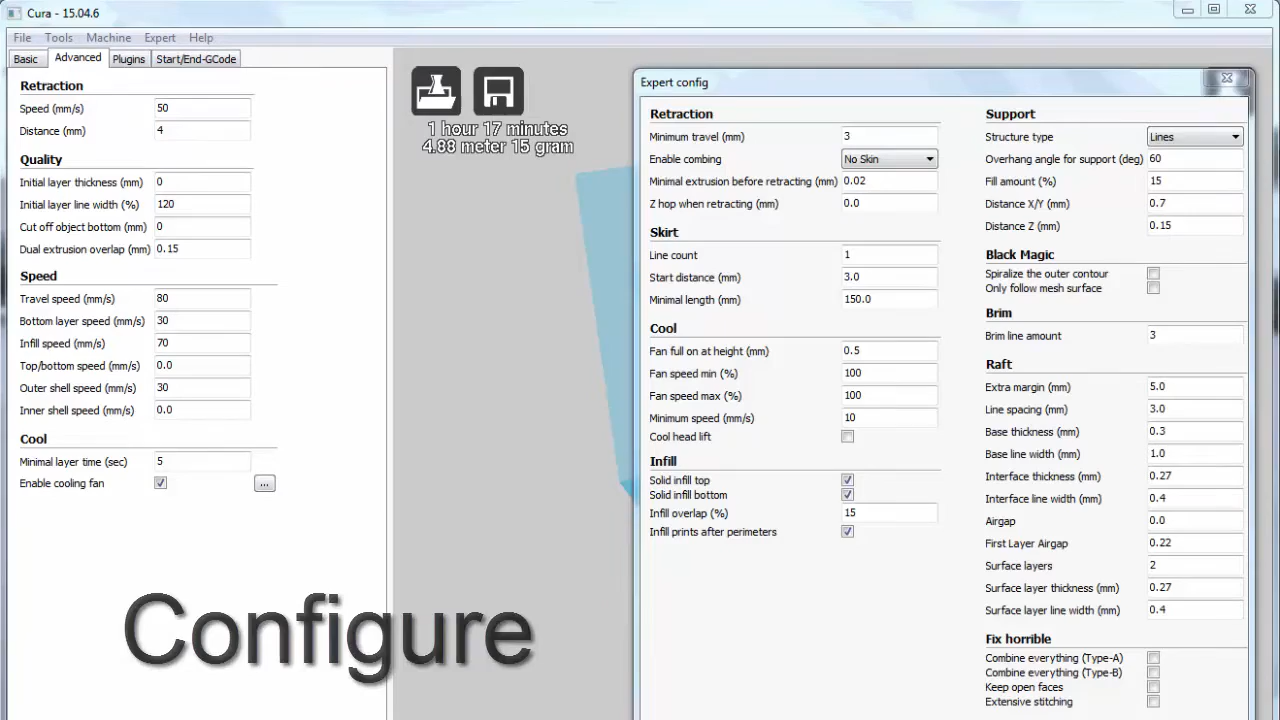 Cura - 15.04.6
File Tools Machine Expert Help
Basic Advanced Plugins Start/End-GCode
Retraction
Speed (mm/s) 50
Distance (mm) 4
Quality
Initial layer thickness (mm) 0
Initial layer line width (%) 120
Cut off object bottom (mm) 0
Dual extrusion overlap (mm) 0.15
Speed
Travel speed (mm/s) 80
Bottom layer speed (mm/s) 30
Infill speed (mm/s) 70
Top/bottom speed (mm/s) 0.0
Outer shell speed (mm/s) 30
Inner shell speed (mm/s) 0.0
Cool
Minimal layer time (sec) 5
Enable cooling fan ...
Configure
1 hour 17 minutes
4.88 meter 15 gram
Expert config
Retraction
Minimum travel (mm) 3
Enable combing No Skin
Minimal extrusion before retracting (mm) 0.02
Z hop when retracting (mm) 0.0
Skirt
Line count 1
Start distance (mm) 3.0
Minimal length (mm) 150.0
Cool
Fan full on at height (mm) 0.5
Fan speed min (%) 100
Fan speed max (%) 100
Minimum speed (mm/s) 10
Cool head lift
Infill
Solid infill top
Solid infill bottom
Infill overlap (%) 15
Infill prints after perimeters
Support
Structure type Lines
Overhang angle for support (deg) 60
Fill amount (%) 15
Distance X/Y (mm) 0.7
Distance Z (mm) 0.15
Black Magic
Spiralize the outer contour
Only follow mesh surface
Brim
Brim line amount 3
Raft
Extra margin (mm) 5.0
Line spacing (mm) 3.0
Base thickness (mm) 0.3
Base line width (mm) 1.0
Interface thickness (mm) 0.27
Interface line width (mm) 0.4
Airgap 0.0
First Layer Airgap 0.22
Surface layers 2
Surface layer thickness (mm) 0.27
Surface layer line width (mm) 0.4
Fix horrible
Combine everything (Type-A)
Combine everything (Type-B)
Keep open faces
Extensive stitching